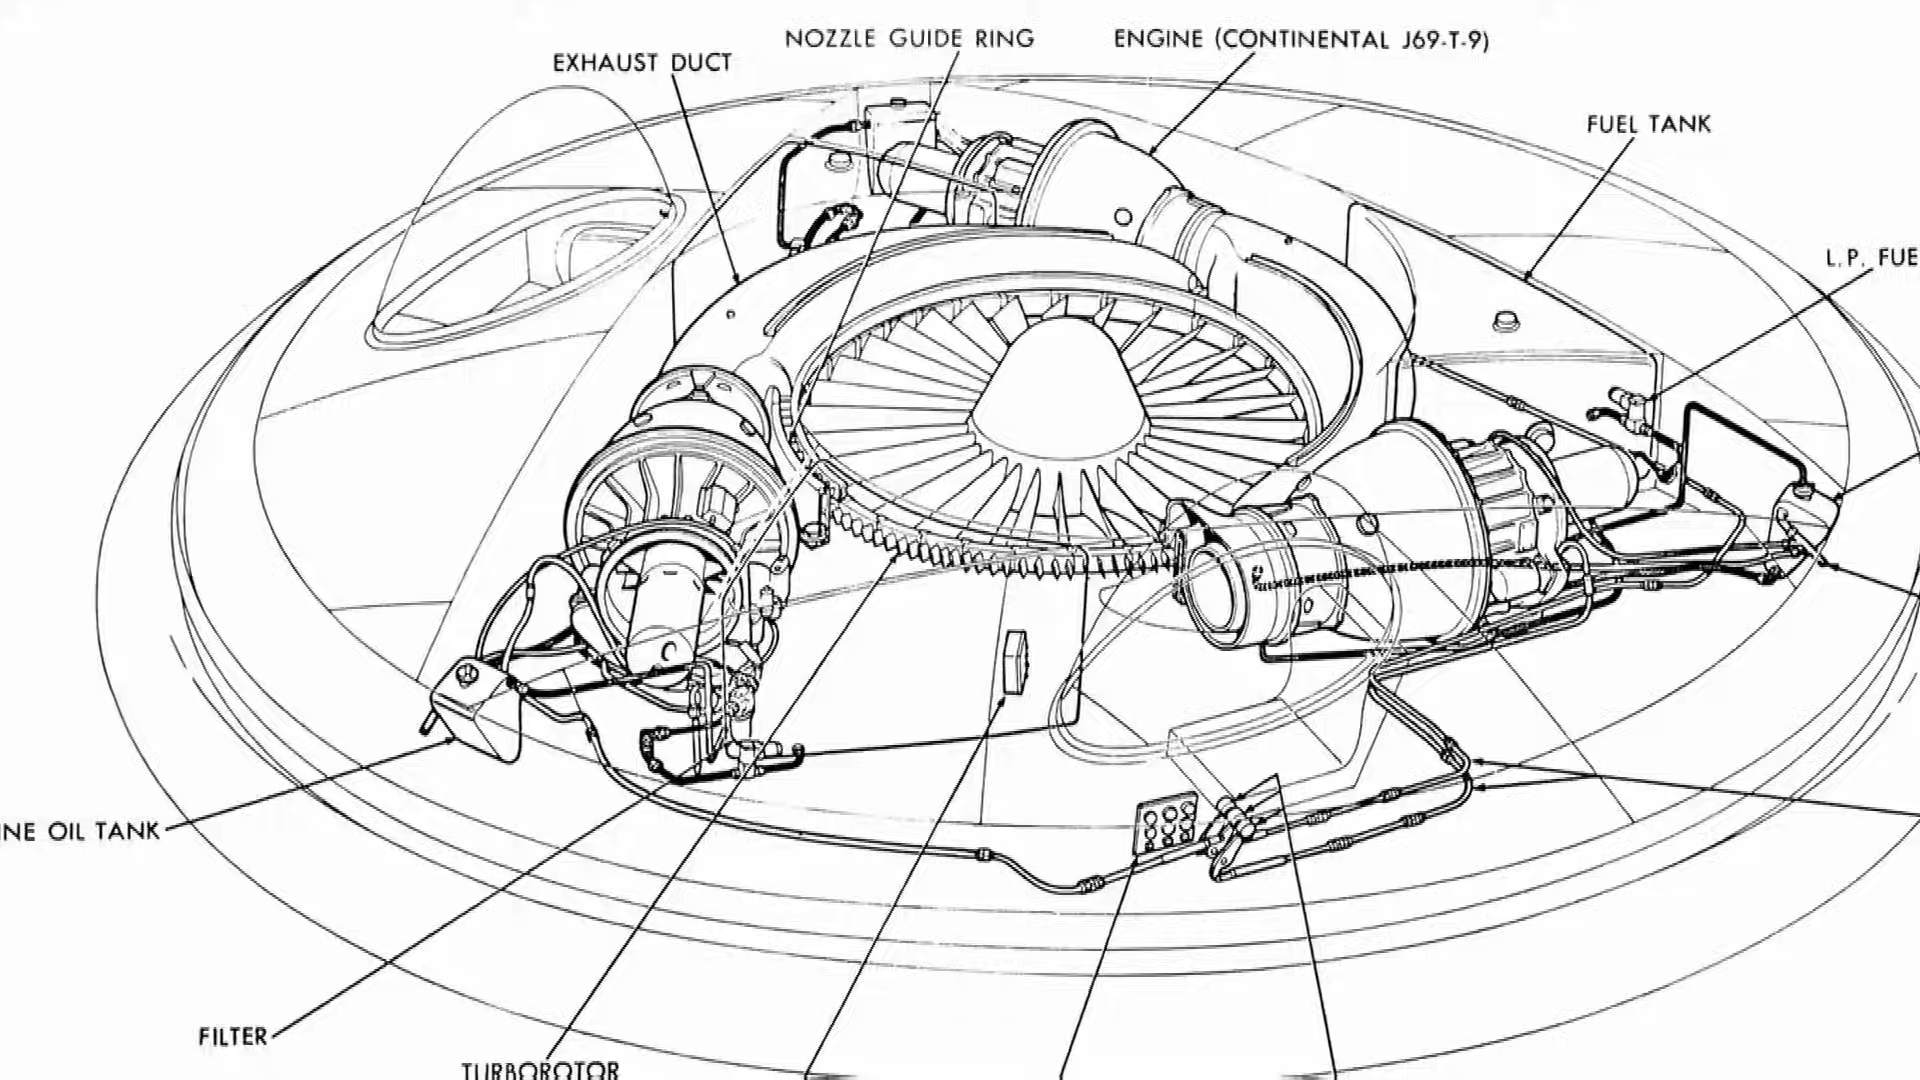 NOZZLE GUIDE RING
ENGINE (CONTINENTAL J69-T-9)
EXHAUST DUCT
FUEL TANK
L.P. FUE
INE OIL TANK
FILTER
TURBOROTOR